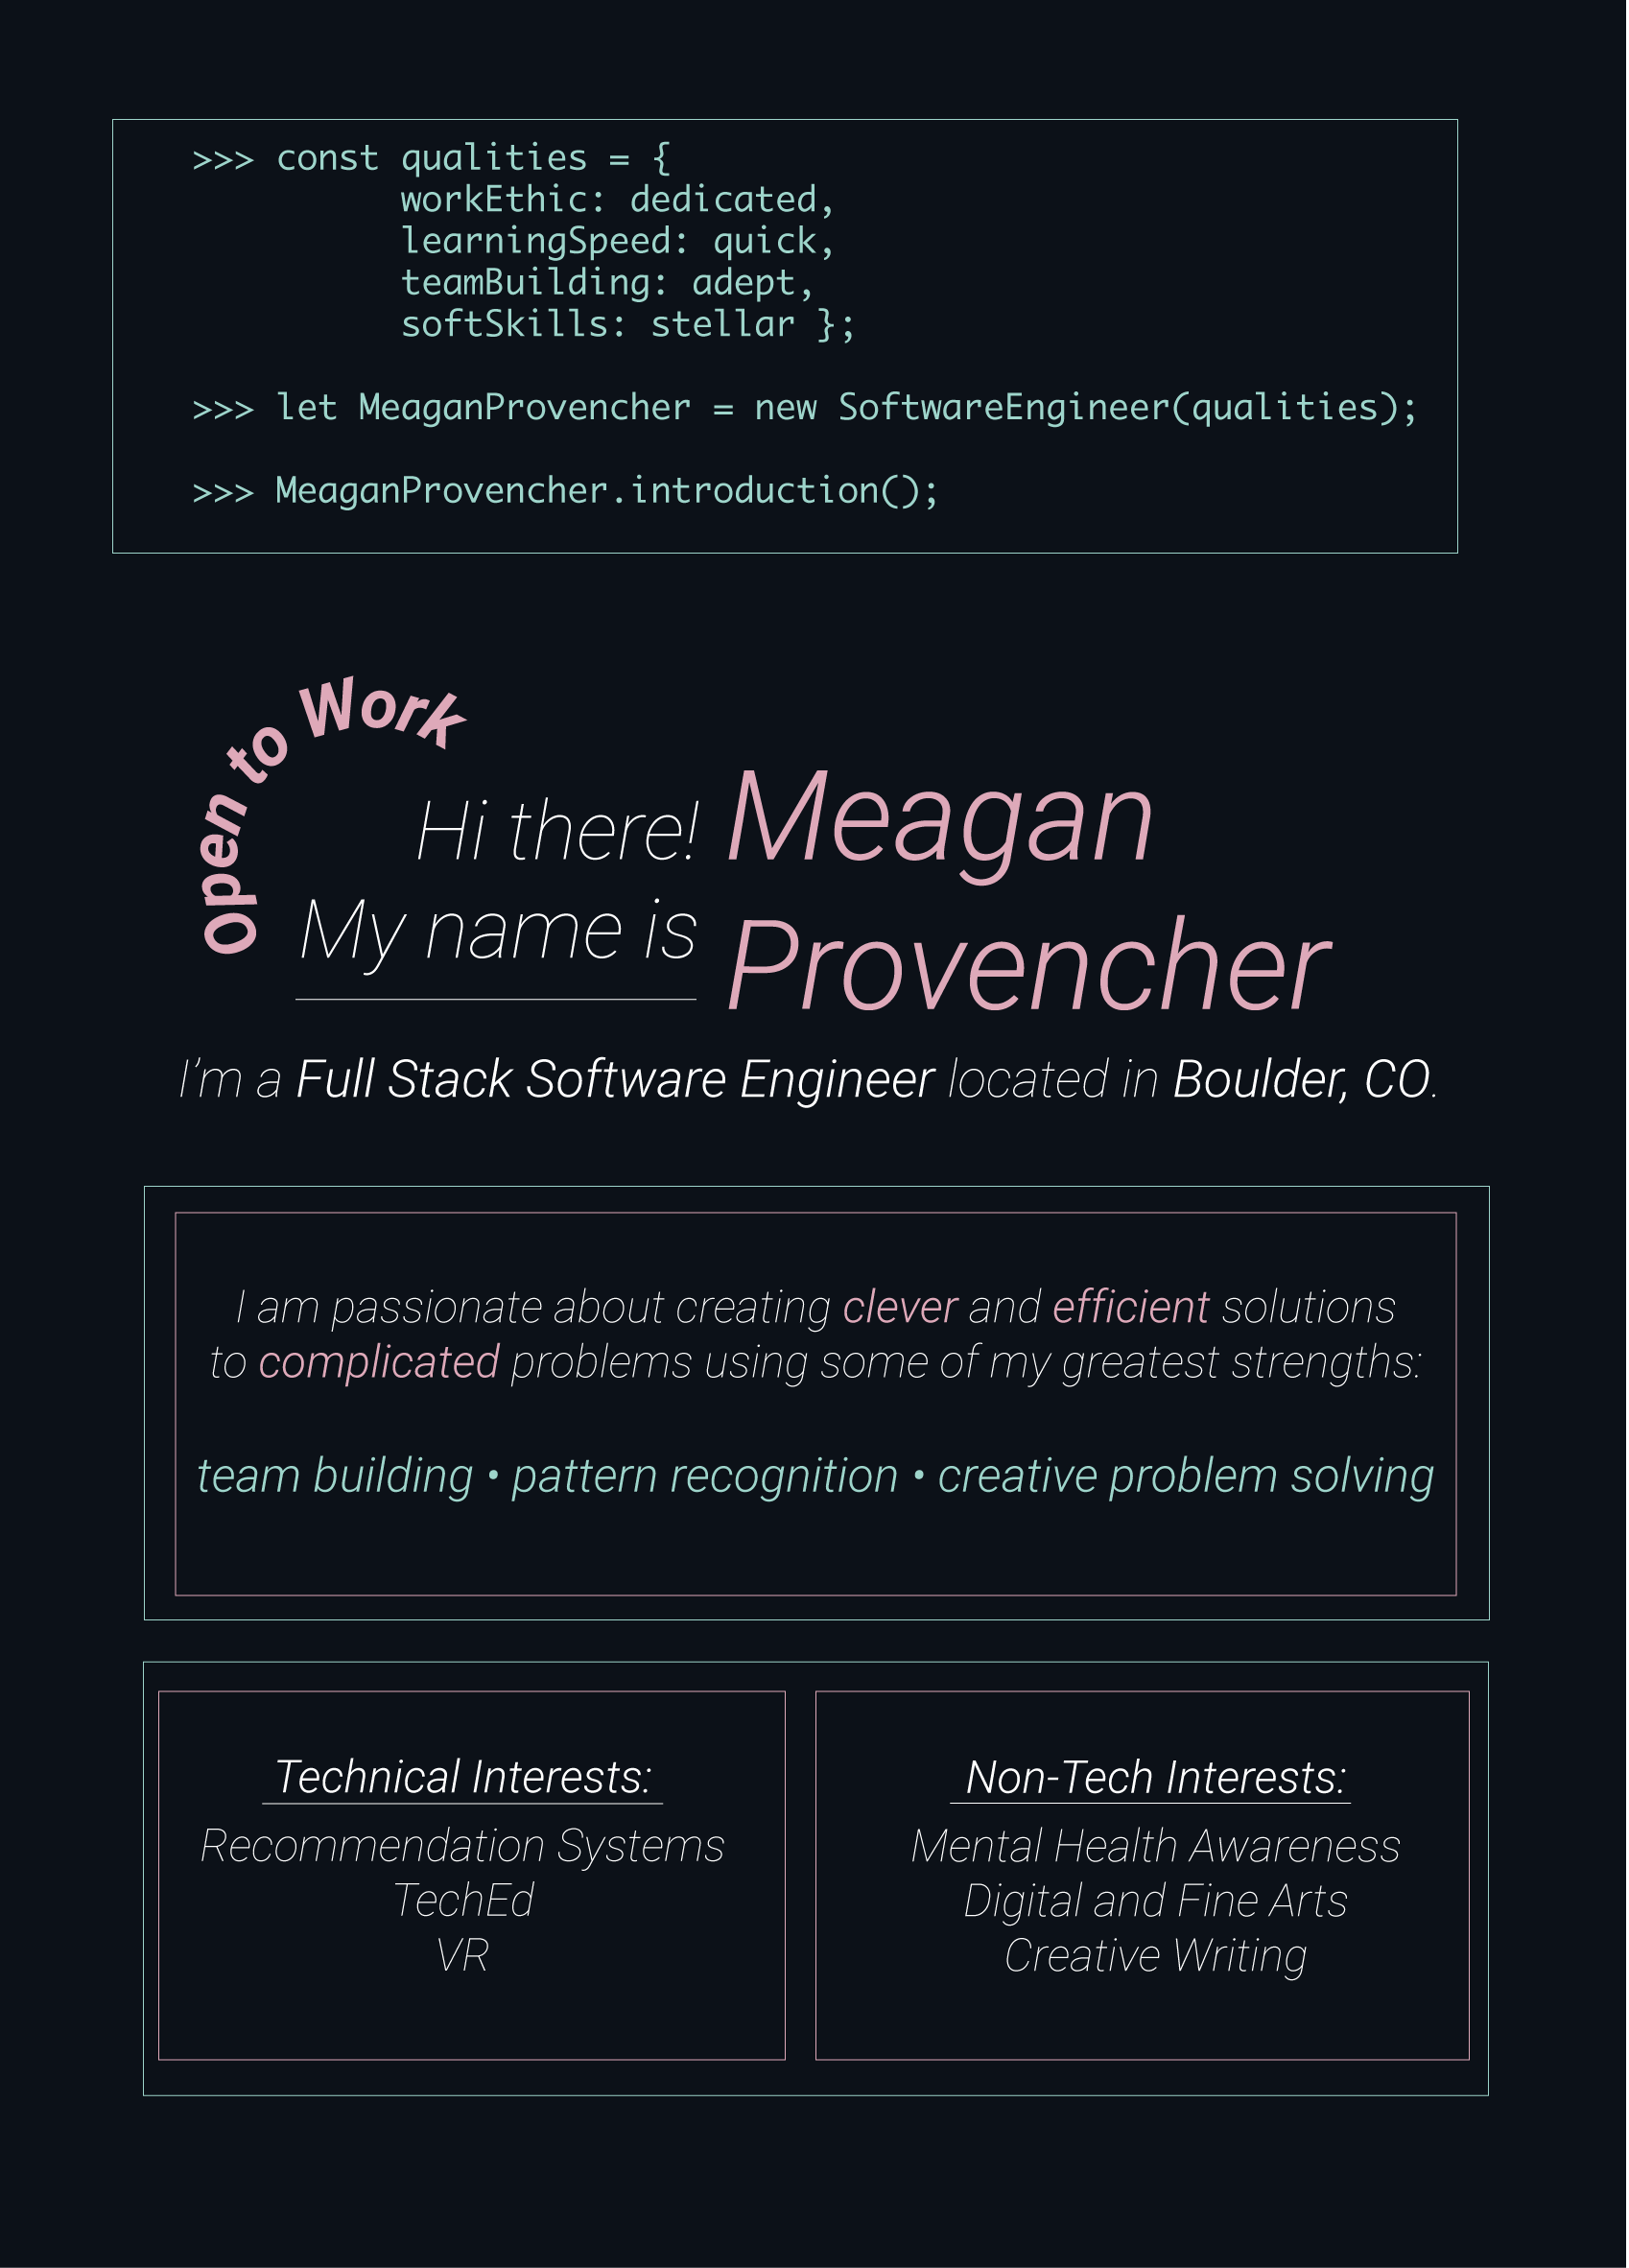 >>> const qualities = {
workEthic: dedicated,
learningSpeed: quick,
teamBuilding: adept,
softSkills: stellar };
>>> let MeaganProvencher = new SoftwareEngineer(qualities);
>>> MeaganProvencher.introduction();
Open to Work
Hi there!
My name is
Meagan
Provencher
I'm a Full Stack Software Engineer located in Boulder, CO.
I am passionate about creating clever and efficient solutions
to complicated problems using some of my greatest strengths:
team building • pattern recognition • creative problem solving
Technical Interests:
Recommendation Systems
TechEd
VR
Non-Tech Interests:
Mental Health Awareness
Digital and Fine Arts
Creative Writing